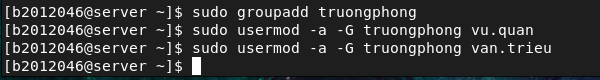 [b2012046@server ~]$ sudo groupadd truongphong
[b2012046@server ~]$ sudo usermod -a -G truongphong vu.quan
[b2012046@server ~]$ sudo usermod -a -G truongphong van.trieu
[b2012046@server ~]$